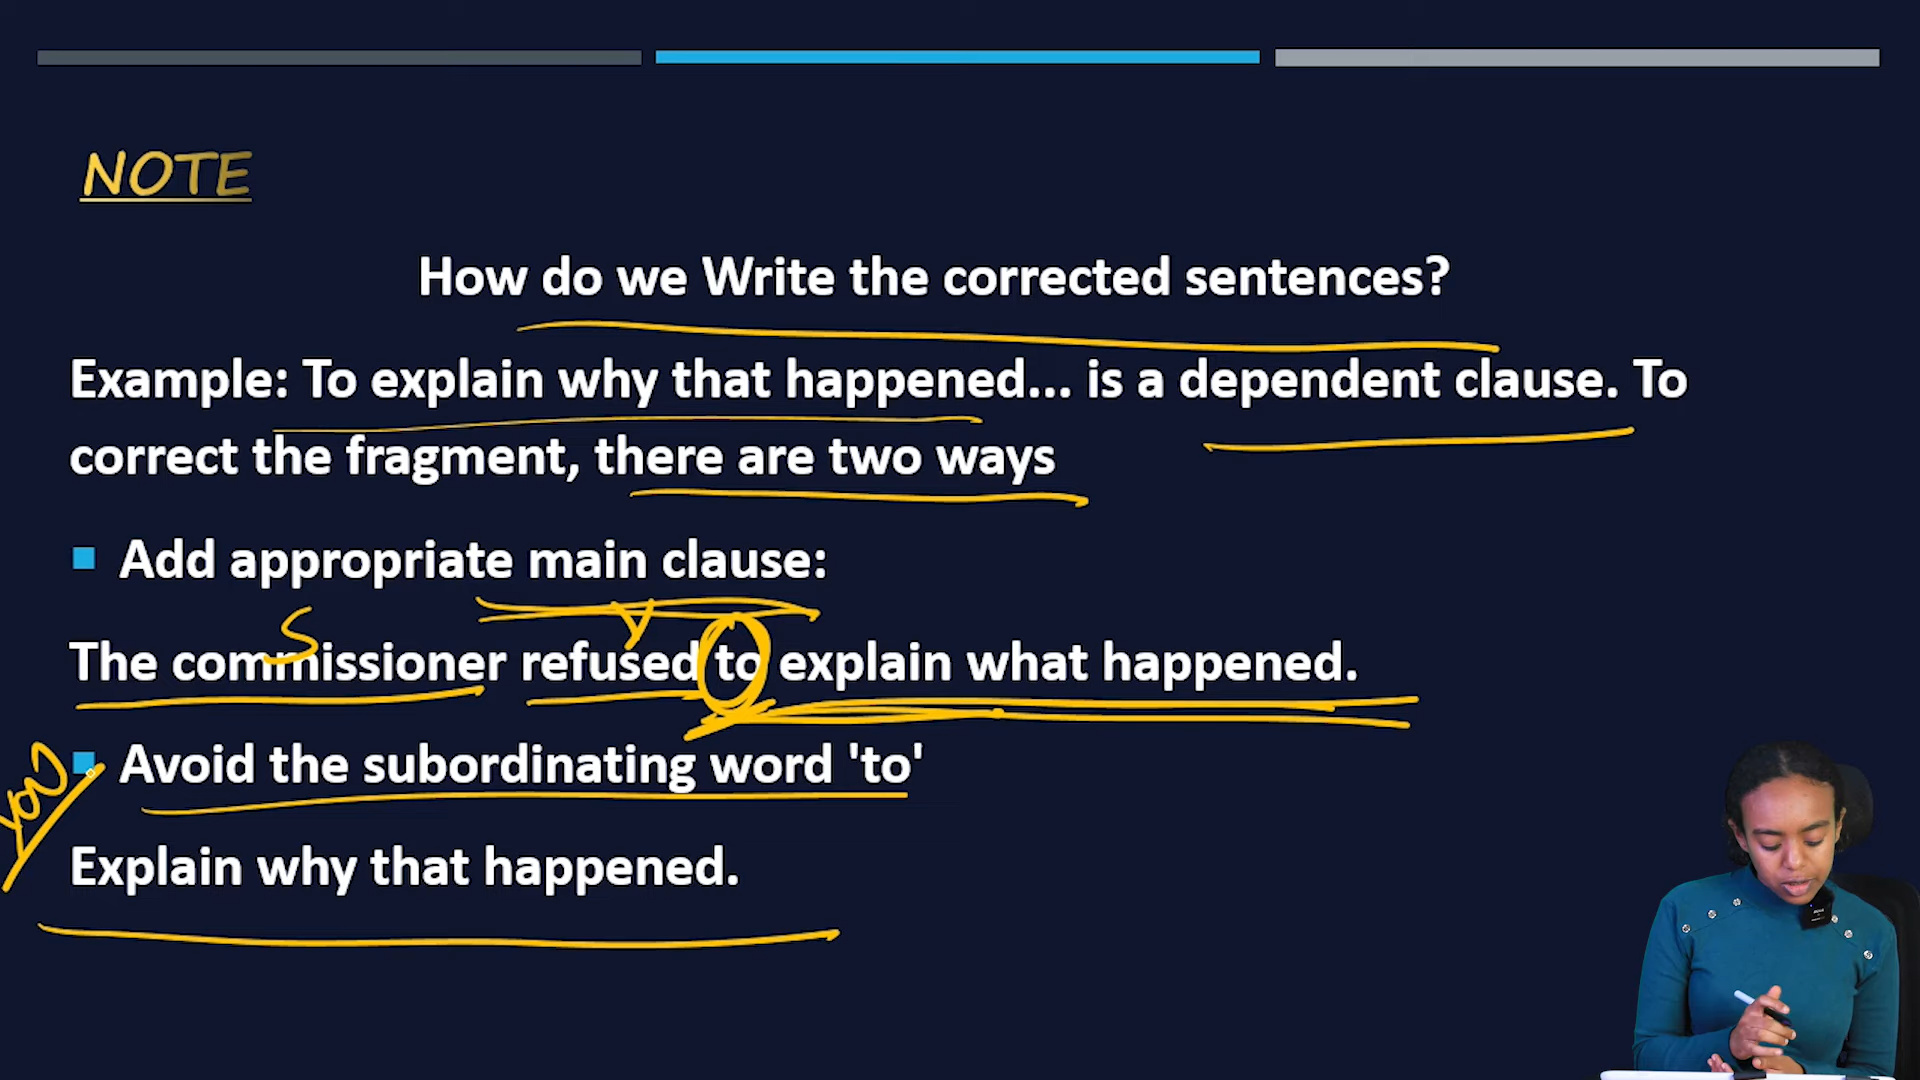 NOTE
How do we Write the corrected sentences?
Example: To explain why that happened... is a dependent clause. To
correct the fragment, there are two ways
Add appropriate main clause:
S V
The commissioner refused to explain what happened.
Avoid the subordinating word 'to'
you
Explain why that happened.